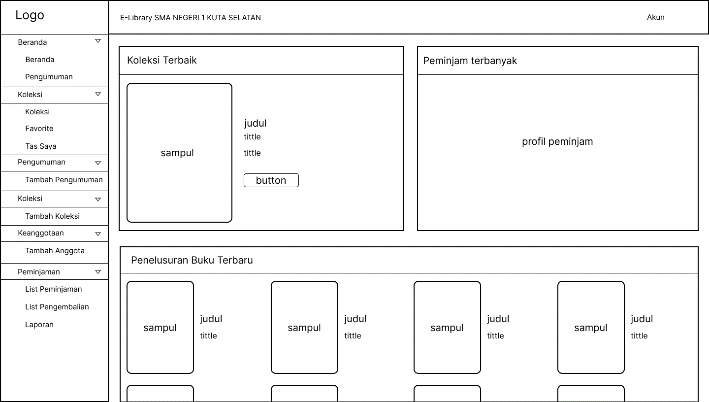 Logo
E-Library SMA NEGERI 1 KUTA SELATAN
Akun
Beranda
Beranda
Pengumuman
Koleksi
Koleksi
Favorite
Tas Saya
Pengumuman
Tambah Pengumuman
Koleksi
Tambah Koleksi
Keanggotaan
Tambah Anggota
Peminjaman
List Peminjaman
List Pengembalian
Laporan
Koleksi Terbaik
sampul
judul
tittle
tittle
button
Peminjam terbanyak
profil peminjam
Penelusuran Buku Terbaru
sampul
judul
tittle
sampul
judul
tittle
sampul
judul
tittle
sampul
judul
tittle